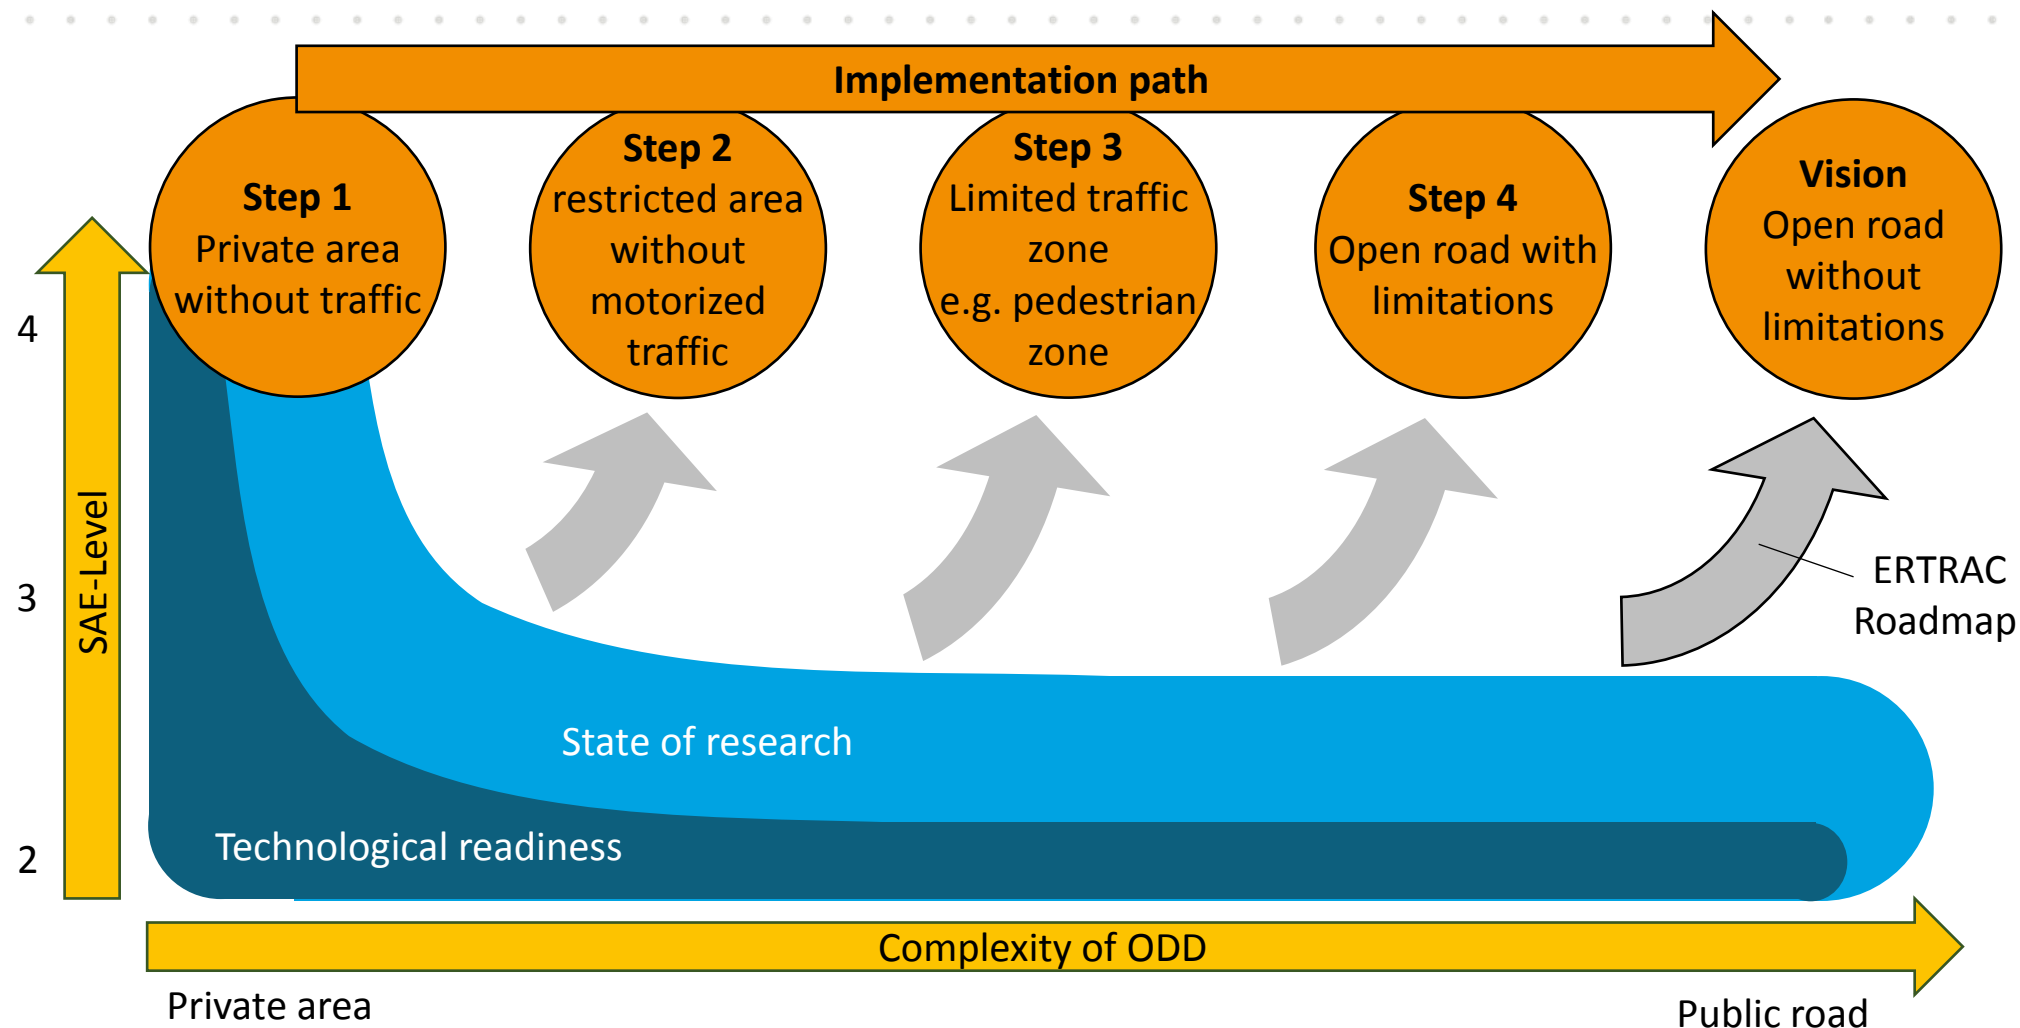 Implementation path
Step 1
Private area
without traffic
Step 2
restricted area
without
motorized
traffic
Step 3
Limited traffic
zone
e.g. pedestrian
zone
Step 4
Open road with
limitations
Vision
Open road
without
limitations
4
3
2
SAE-Level
ERTRAC
Roadmap
State of research
Technological readiness
Complexity of ODD
Private area
Public road